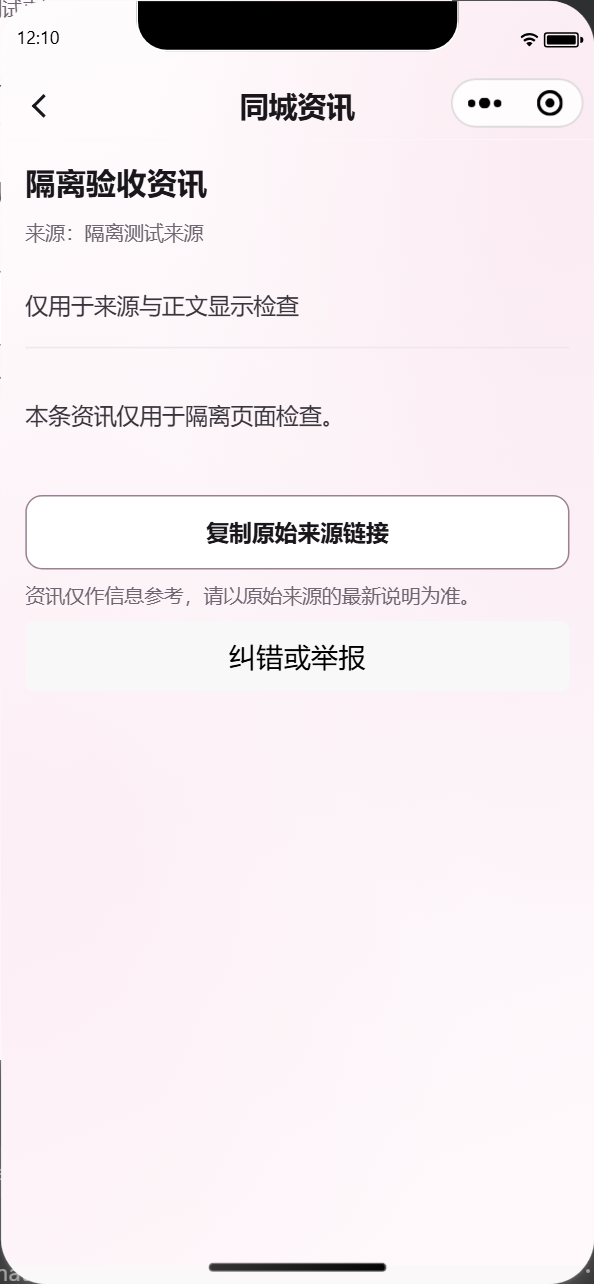 12:10
同城资讯
隔离验收资讯
来源：隔离测试来源
仅用于来源与正文显示检查
本条资讯仅用于隔离页面检查。
复制原始来源链接
资讯仅作信息参考，请以原始来源的最新说明为准。
纠错或举报